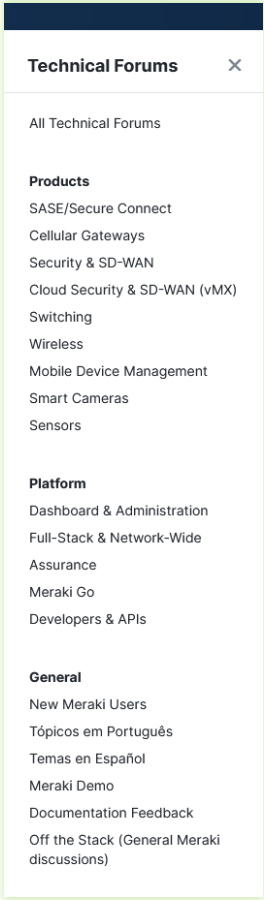 Technical Forums
All Technical Forums
Products
SASE/Secure Connect
Cellular Gateways
Security & SD-WAN
Cloud Security & SD-WAN (vMX)
Switching
Wireless
Mobile Device Management
Smart Cameras
Sensors
Platform
Dashboard & Administration
Full-Stack & Network-Wide
Assurance
Meraki Go
Developers & APIs
General
New Meraki Users
Tópicos em Português
Temas en Español
Meraki Demo
Documentation Feedback
Off the Stack (General Meraki
discussions)